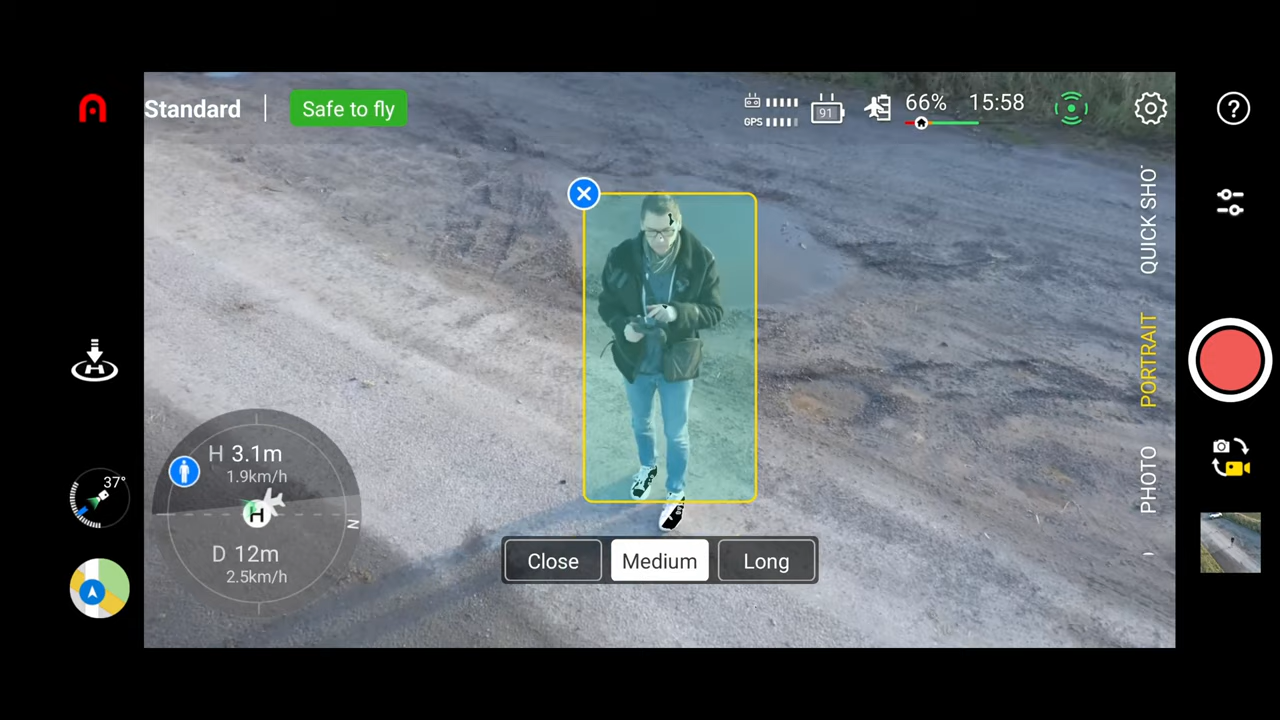 Standard
Safe to fly
GPS
91
66%
15:58
?
QUICK SHO
PORTRAIT
PHOTO
37°
H 3.1m
1.9km/h
H
N
D 12m
2.5km/h
Close
Medium
Long